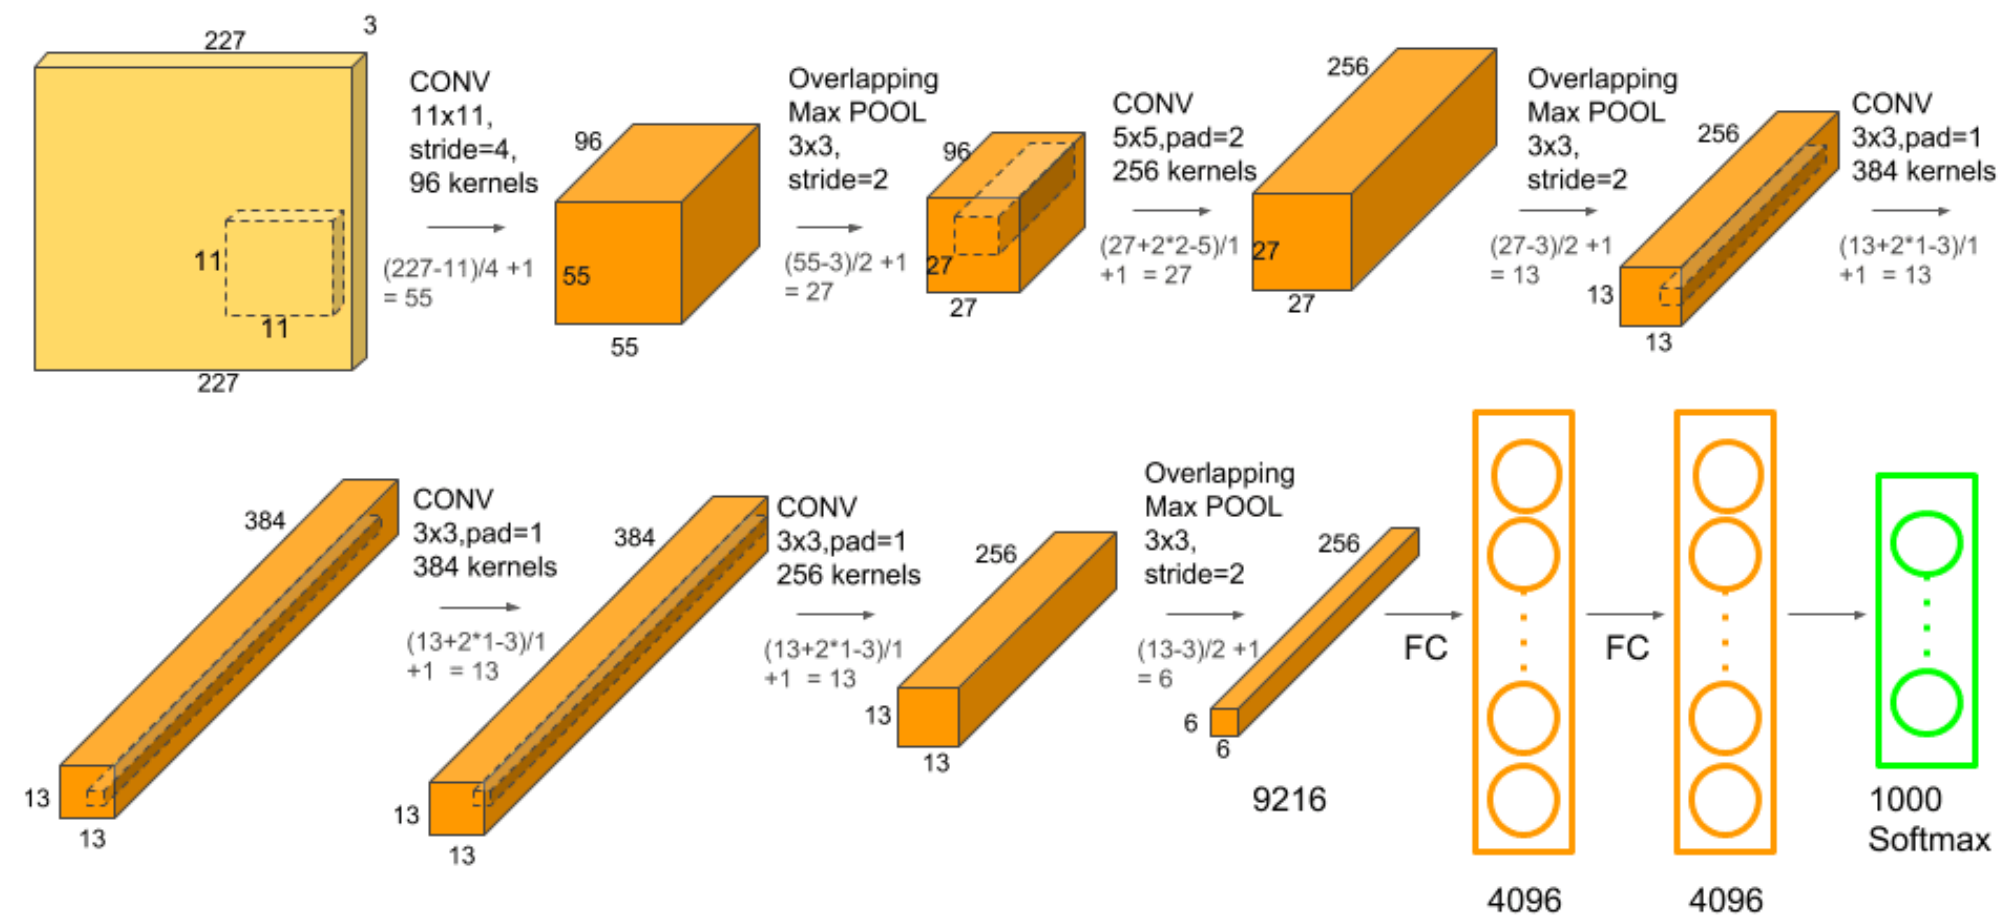 227
3
11
11
227
CONV
11x11,
stride=4,
96 kernels
(227-11)/4 +1
= 55
96
55
55
Overlapping
Max POOL
3x3,
stride=2
(55-3)/2 +1
= 27
96
27
27
CONV
5x5,pad=2
256 kernels
(27+2*2-5)/1
+1 = 27
256
27
27
Overlapping
Max POOL
3x3,
stride=2
(27-3)/2 +1
= 13
256
13
13
CONV
3x3,pad=1
384 kernels
(13+2*1-3)/1
+1 = 13
384
13
13
CONV
3x3,pad=1
384 kernels
(13+2*1-3)/1
+1 = 13
384
13
13
CONV
3x3,pad=1
256 kernels
(13+2*1-3)/1
+1 = 13
256
13
13
Overlapping
Max POOL
3x3,
stride=2
(13-3)/2 +1
= 6
256
6
6
9216
FC
4096
FC
4096
1000
Softmax